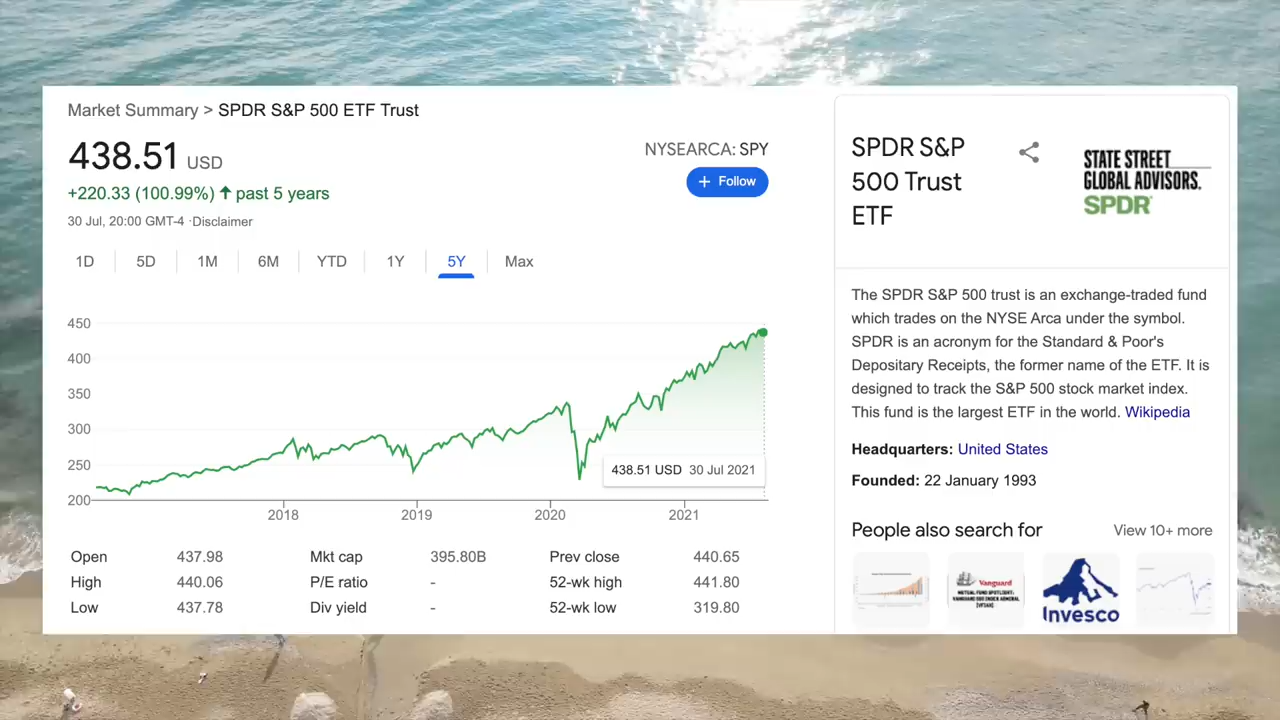 Market Summary > SPDR S&P 500 ETF Trust
438.51 USD
+220.33 (100.99%) ↑ past 5 years
30 Jul, 20:00 GMT-4 ·Disclaimer
NYSEARCA: SPY
+ Follow
1D 5D 1M 6M YTD 1Y 5Y Max
450
400
350
300
250
200
438.51 USD 30 Jul 2021
2018 2019 2020 2021
Open 437.98 Mkt cap 395.80B Prev close 440.65
High 440.06 P/E ratio - 52-wk high 441.80
Low 437.78 Div yield - 52-wk low 319.80
SPDR S&P
500 Trust
ETF
STATE STREET
GLOBAL ADVISORS.
SPDR
The SPDR S&P 500 trust is an exchange-traded fund
which trades on the NYSE Arca under the symbol.
SPDR is an acronym for the Standard & Poor's
Depositary Receipts, the former name of the ETF. It is
designed to track the S&P 500 stock market index.
This fund is the largest ETF in the world. Wikipedia
Headquarters: United States
Founded: 22 January 1993
People also search for View 10+ more
Vanguard
MUTUAL FUND SPOTLIGHT:
VANGUARD 500 INDEX ADMIRAL
(VFIAX)
Invesco